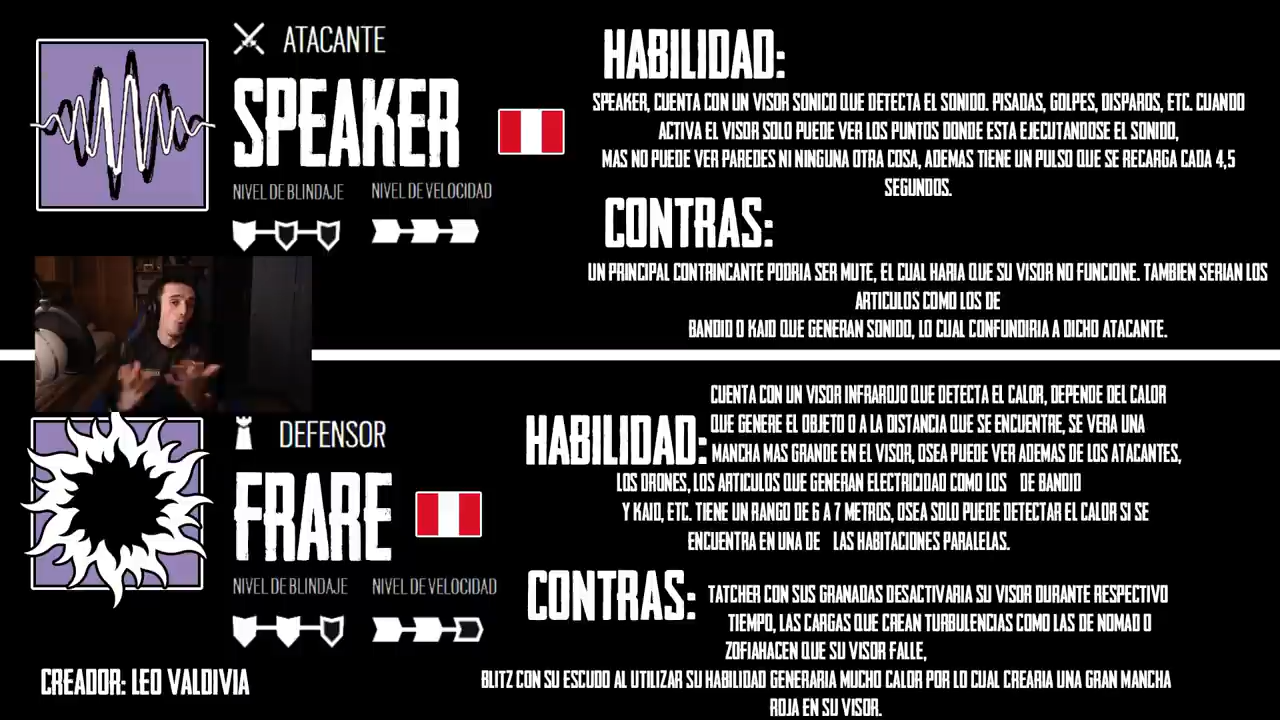 ATACANTE
SPEAKER
NIVEL DE BLINDAJE
NIVEL DE VELOCIDAD
HABILIDAD:
SPEAKER, CUENTA CON UN VISOR SONICO QUE DETECTA EL SONIDO. PISADAS, GOLPES, DISPAROS, ETC. CUANDO
ACTIVA EL VISOR SOLO PUEDE VER LOS PUNTOS DONDE ESTA EJECUTANDOSE EL SONIDO,
MAS NO PUEDE VER PAREDES NI NINGUNA OTRA COSA, ADEMAS TIENE UN PULSO QUE SE RECARGA CADA 4,5
SEGUNDOS.
CONTRAS:
UN PRINCIPAL CONTRINCANTE PODRIA SER MUTE, EL CUAL HARIA QUE SU VISOR NO FUNCIONE. TAMBIEN SERIAN LOS
ARTICULOS COMO LOS DE
BANDID O KAID QUE GENERAN SONIDO, LO CUAL CONFUNDIRIA A DICHO ATACANTE.
DEFENSOR
FRARE
NIVEL DE BLINDAJE
NIVEL DE VELOCIDAD
CREADOR: LEO VALDIVIA
HABILIDAD:
CUENTA CON UN VISOR INFRAROJO QUE DETECTA EL CALOR, DEPENDE DEL CALOR
QUE GENERE EL OBJETO O A LA DISTANCIA QUE SE ENCUENTRE, SE VERA UNA
MANCHA MAS GRANDE EN EL VISOR, OSEA PUEDE VER ADEMAS DE LOS ATACANTES,
LOS DRONES, LOS ARTICULOS QUE GENERAN ELECTRICIDAD COMO LOS DE BANDID
Y KAID, ETC. TIENE UN RANGO DE 6 A 7 METROS, OSEA SOLO PUEDE DETECTAR EL CALOR SI SE
ENCUENTRA EN UNA DE LAS HABITACIONES PARALELAS.
CONTRAS:
TATCHER CON SUS GRANADAS DESACTIVARIA SU VISOR DURANTE RESPECTIVO
TIEMPO, LAS CARGAS QUE CREAN TURBULENCIAS COMO LAS DE NOMAD O
ZOFIAHACEN QUE SU VISOR FALLE,
BLITZ CON SU ESCUDO AL UTILIZAR SU HABILIDAD GENERARIA MUCHO CALOR POR LO CUAL CREARIA UNA GRAN MANCHA
ROJA EN SU VISOR.